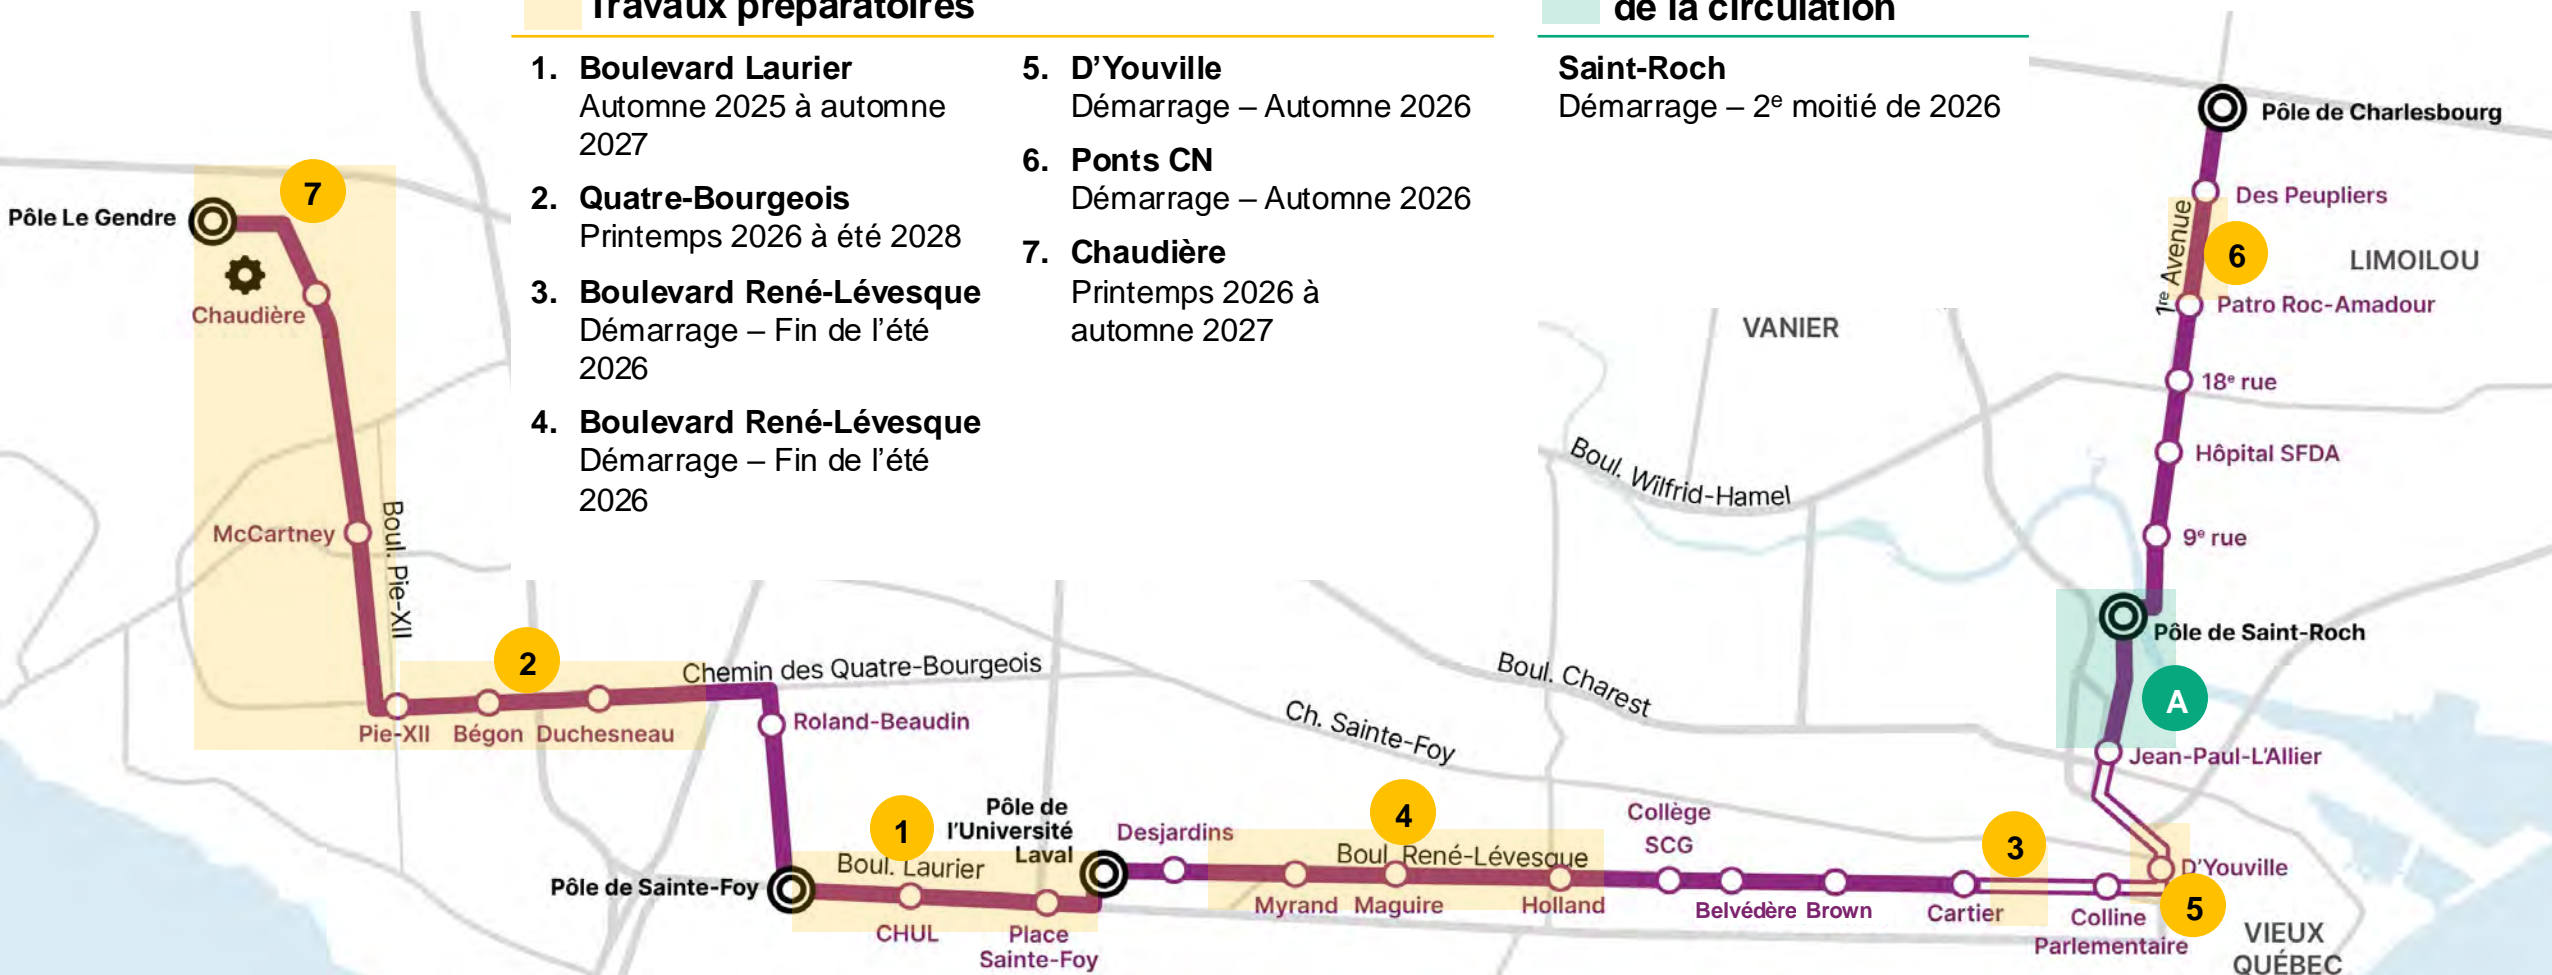 Travaux préparatoires
1. Boulevard Laurier
Automne 2025 à automne
2027
2. Quatre-Bourgeois
Printemps 2026 à été 2028
3. Boulevard René-Lévesque
Démarrage – Fin de l’été
2026
4. Boulevard René-Lévesque
Démarrage – Fin de l’été
2026
5. D’Youville
Démarrage – Automne 2026
6. Ponts CN
Démarrage – Automne 2026
7. Chaudière
Printemps 2026 à
automne 2027
de la circulation
Saint-Roch
Démarrage – 2e moitié de 2026
Pôle Le Gendre
7
Chaudière
McCartney
Boul. Pie-XII
2
Pie-XII
Bégon
Duchesneau
Chemin des Quatre-Bourgeois
Roland-Beaudin
Pôle de Sainte-Foy
1
Boul. Laurier
CHUL
Place
Sainte-Foy
Pôle de
l’Université
Laval
Desjardins
4
Boul. René-Lévesque
Myrand
Maguire
Holland
Collège
SCG
Belvédère
Brown
Cartier
3
Colline
Parlementaire
D’Youville
5
VIEUX
QUÉBEC
Ch. Sainte-Foy
Boul. Charest
Boul. Wilfrid-Hamel
VANIER
Jean-Paul-L’Allier
A
Pôle de Saint-Roch
9e rue
Hôpital SFDA
18e rue
Patro Roc-Amadour
1re Avenue
6
LIMOILOU
Des Peupliers
Pôle de Charlesbourg